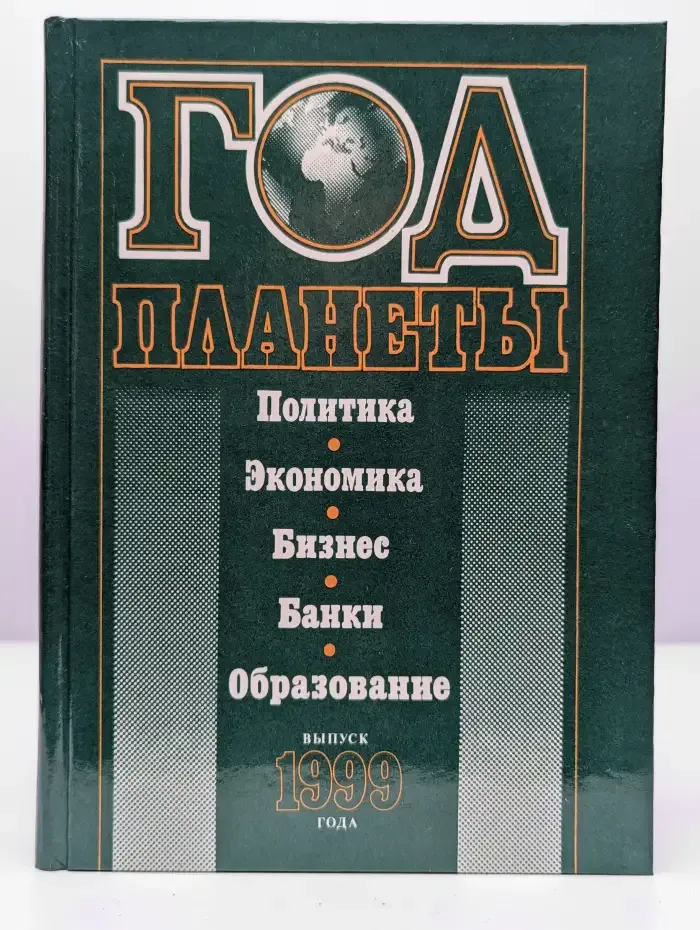 ГОД
ПЛАНЕТЫ
Политика
Экономика
Бизнес
Банки
Образование
ВЫПУСК
1999
ГОДА